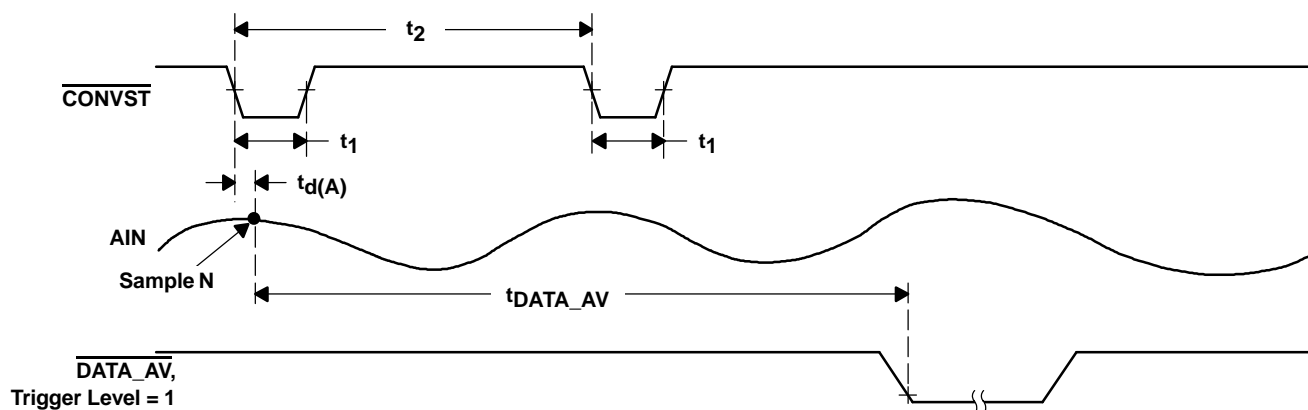 t2
CONVST
t1
t1
td(A)
AIN
Sample N
tDATA_AV
DATA_AV,
Trigger Level = 1